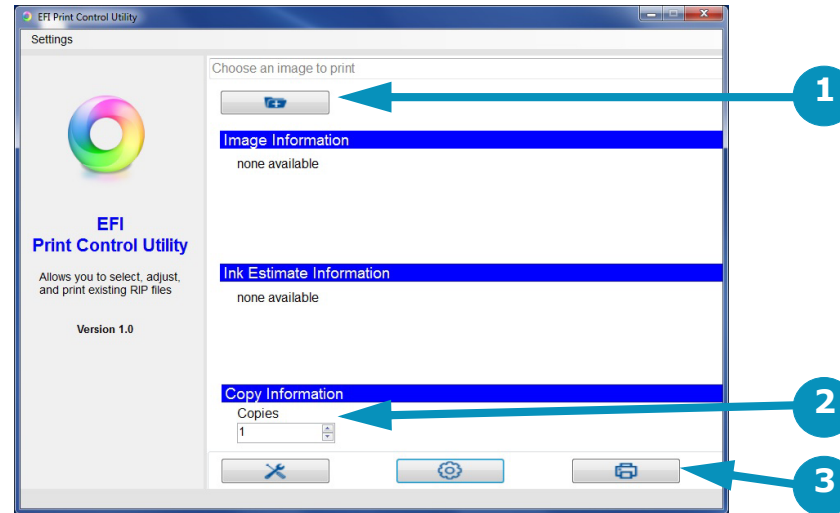 EFI Print Control Utility
Settings
Choose an image to print
1
Image Information
none available
EFI
Print Control Utility
Allows you to select, adjust,
and print existing RIP files
Version 1.0
Ink Estimate Information
none available
Copy Information
Copies
1
2
3